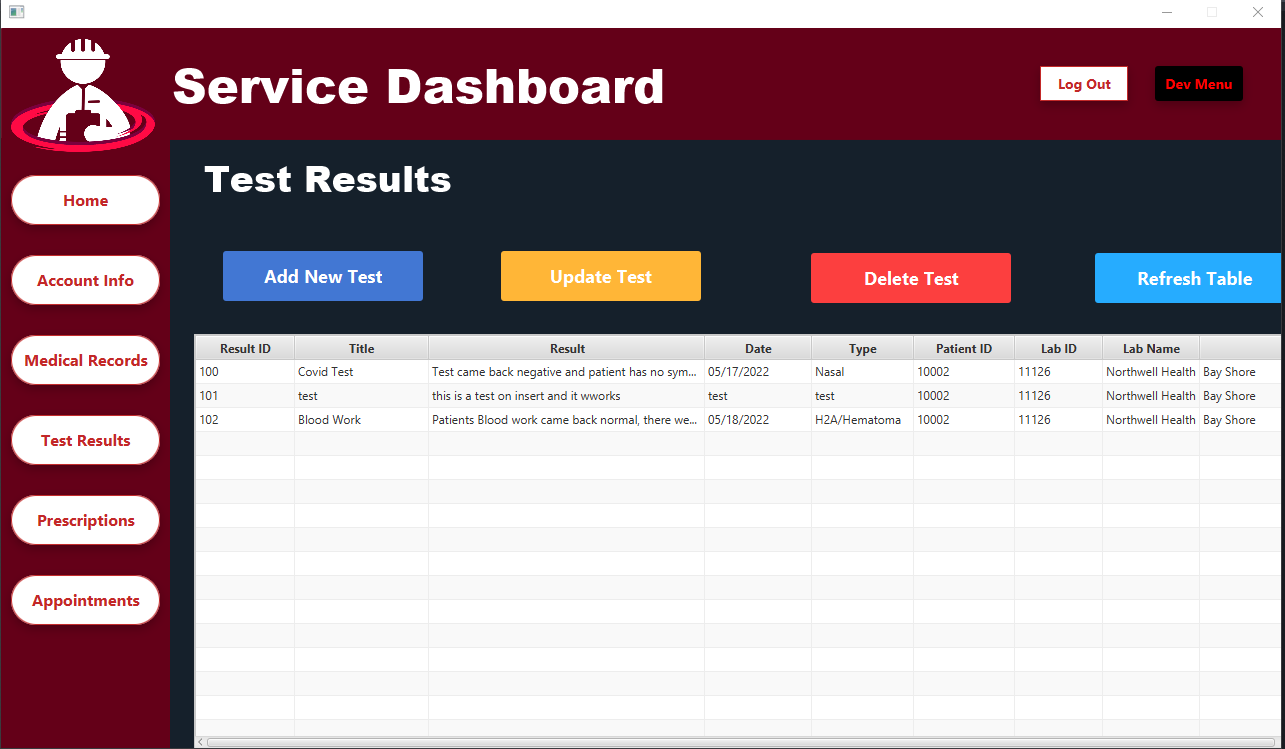 Service Dashboard
Log Out
Dev Menu
Test Results
Home
Account Info
Medical Records
Test Results
Prescriptions
Appointments
Add New Test
Update Test
Delete Test
Refresh Table
Result ID Title Result Date Type Patient ID Lab ID Lab Name
100 Covid Test Test came back negative and patient has no sym... 05/17/2022 Nasal 10002 11126 Northwell Health Bay Shore
101 test this is a test on insert and it wworks test test 10002 11126 Northwell Health Bay Shore
102 Blood Work Patients Blood work came back normal, there we... 05/18/2022 H2A/Hematoma 10002 11126 Northwell Health Bay Shore